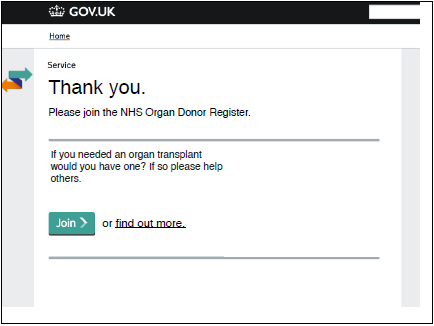 GOV.UK
Home
Service
Thank you.
Please join the NHS Organ Donor Register.
If you needed an organ transplant
would you have one? If so please help
others.
Join or find out more.